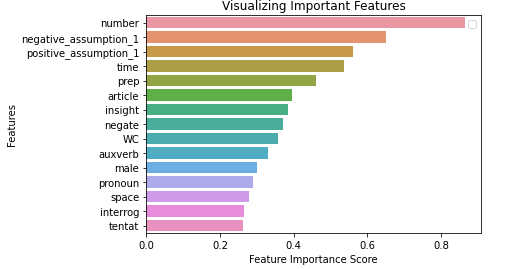 Visualizing Important Features
number
negative_assumption_1
positive_assumption_1
time
prep
article
insight
negate
WC
auxverb
male
pronoun
space
interrog
tentat
Features
0.0 0.2 0.4 0.6 0.8
Feature Importance Score